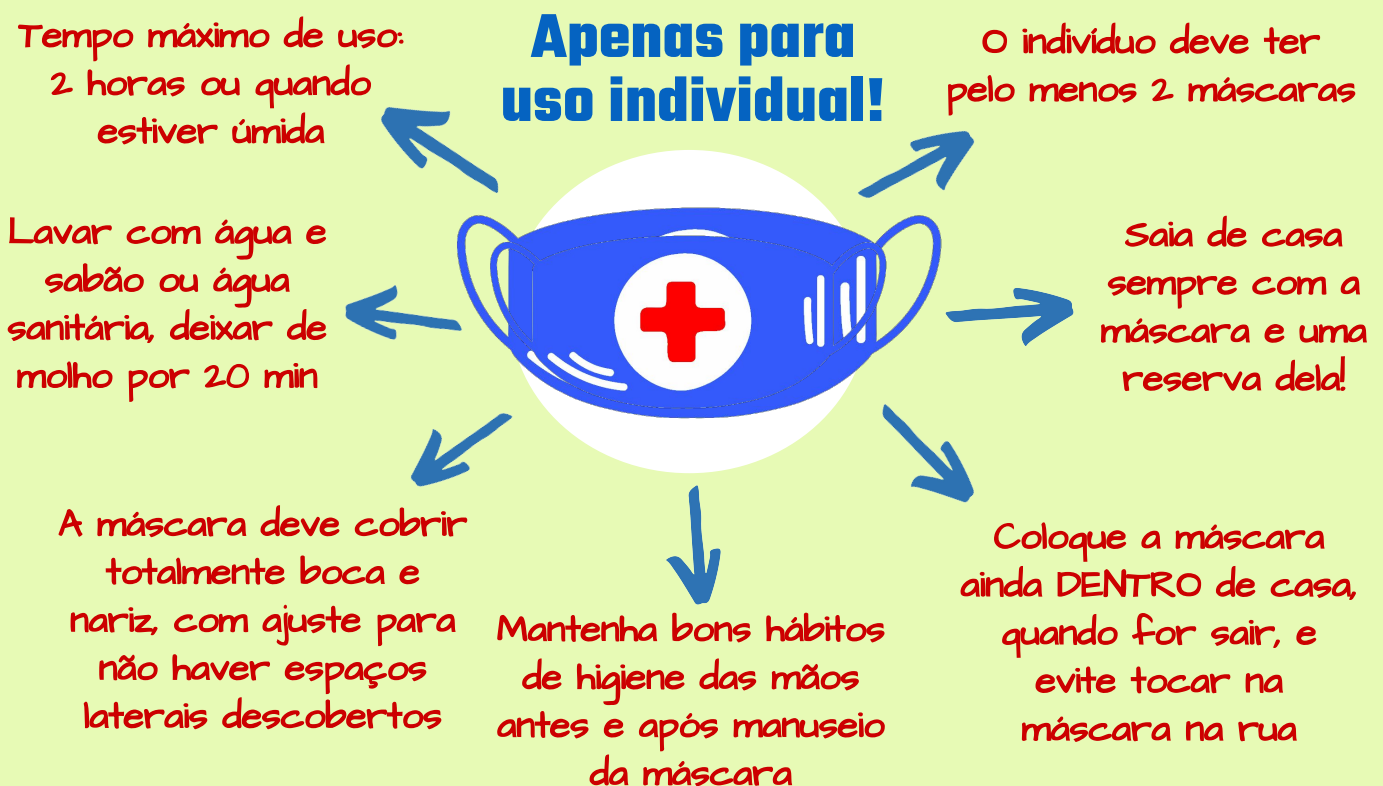 Apenas para
uso individual!
Tempo máximo de uso:
2 horas ou quando
estiver úmida
O indivíduo deve ter
pelo menos 2 máscaras
Lavar com água e
sabão ou água
sanitária, deixar de
molho por 20 min
Saia de casa
sempre com a
máscara e uma
reserva dela!
A máscara deve cobrir
totalmente boca e
nariz, com ajuste para
não haver espaços
laterais descobertos
Mantenha bons hábitos
de higiene das mãos
antes e após manuseio
da máscara
Coloque a máscara
ainda DENTRO de casa,
quando for sair, e
evite tocar na
máscara na rua